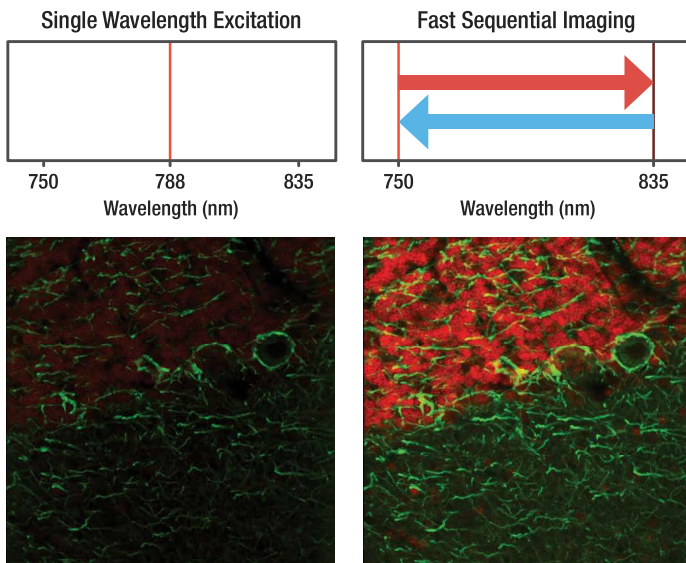 Single Wavelength Excitation
750 788 835
Wavelength (nm)
Fast Sequential Imaging
750 835
Wavelength (nm)